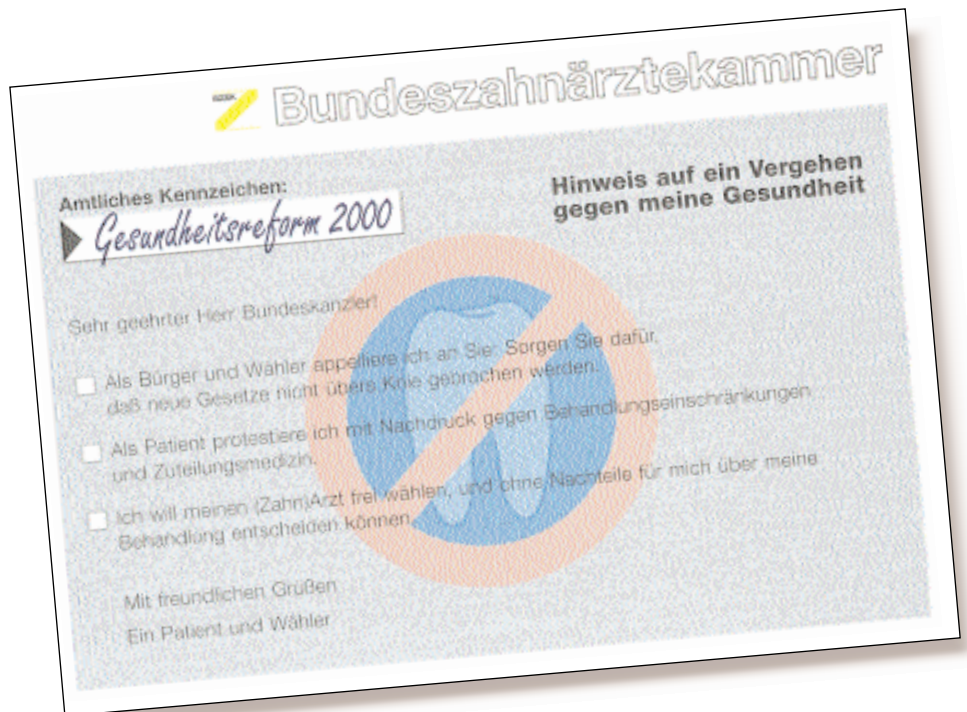 Bundeszahnärztekammer
Amtliches Kennzeichen:
Gesundheitsreform 2000
Hinweis auf ein Vergehen
gegen meine Gesundheit
Sehr geehrter Herr Bundeskanzler!
Als Bürger und Wähler appelliere ich an Sie: Sorgen Sie dafür,
daß neue Gesetze nicht übers Knie gebrochen werden.
Als Patient protestiere ich mit Nachdruck gegen Behandlungseinschränkungen
und Zuteilungsmedizin.
Ich will meinen (Zahn)Arzt frei wählen, und ohne Nachteile für mich über meine
Behandlung entscheiden können.
Mit freundlichen Grüßen
Ein Patient und Wähler